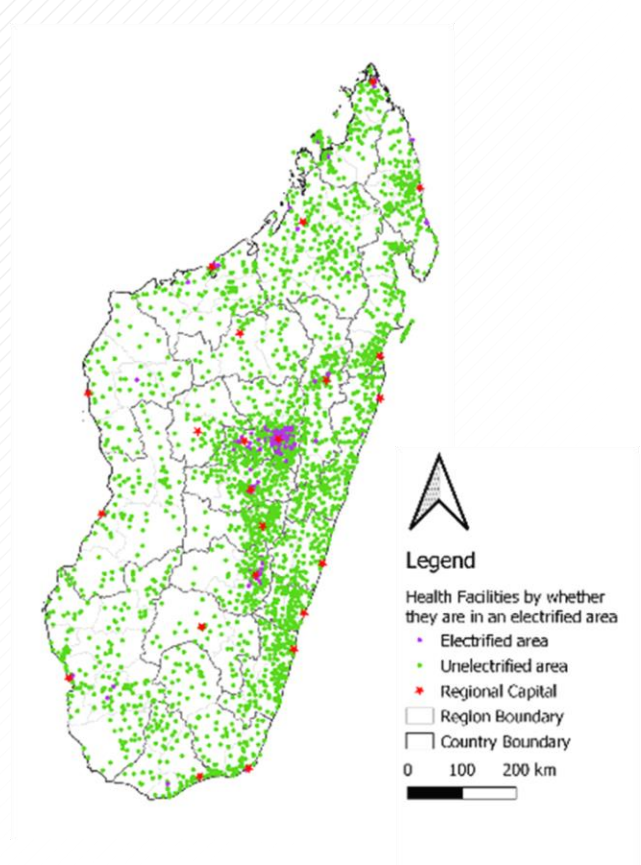 Legend
Health Facilities by whether
they are in an electrified area
Electrified area
Unelectrified area
Regional Capital
Region Boundary
Country Boundary
0 100 200 km